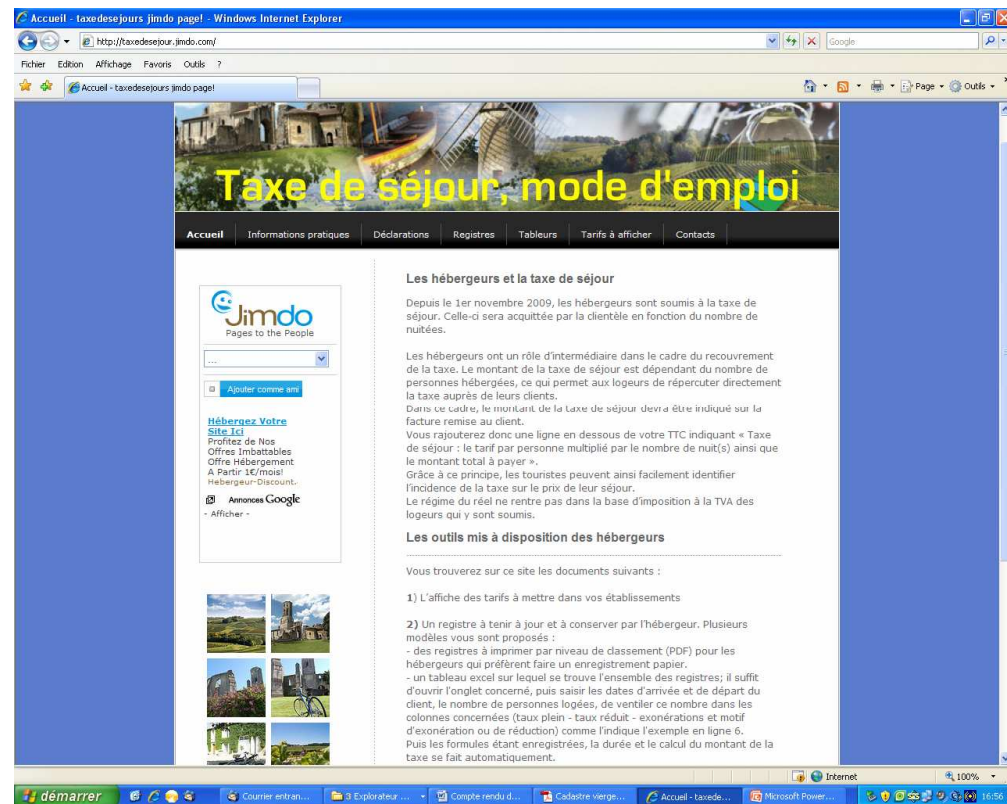 Accueil - taxedesejours jimdo page! - Windows Internet Explorer
http://taxedesejour.jimdo.com/
Google
Fichier Edition Affichage Favoris Outils ?
Accueil - taxedesejours jimdo page!
Page Outils
Taxe de séjour, mode d'emploi
Accueil Informations pratiques Déclarations Registres Tableurs Tarifs à afficher Contacts
Jimdo
Pages to the People
...
Ajouter comme ami
Hébergez Votre
Site Ici
Profitez de Nos
Offres Imbattables
Offre Hébergement
A Partir 1€/mois!
Hebergeur-Discount.
Annonces Google
- Afficher -
Les hébergeurs et la taxe de séjour
Depuis le 1er novembre 2009, les hébergeurs sont soumis à la taxe de
séjour. Celle-ci sera acquittée par la clientèle en fonction du nombre de
nuitées.
Les hébergeurs ont un rôle d'intermédiaire dans le cadre du recouvrement
de la taxe. Le montant de la taxe de séjour est dépendant du nombre de
personnes hébergées, ce qui permet aux logeurs de répercuter directement
la taxe auprès de leurs clients.
Dans ce cadre, le montant de la taxe de séjour devra être indiqué sur la
facture remise au client.
Vous rajouterez donc une ligne en dessous de votre TTC indiquant « Taxe
de séjour : le tarif par personne multiplié par le nombre de nuit(s) ainsi que
le montant total à payer ».
Grâce à ce principe, les touristes peuvent ainsi facilement identifier
l'incidence de la taxe sur le prix de leur séjour.
Le régime du réel ne rentre pas dans la base d'imposition à la TVA des
logeurs qui y sont soumis.
Les outils mis à disposition des hébergeurs
Vous trouverez sur ce site les documents suivants :
1) L'affiche des tarifs à mettre dans vos établissements
2) Un registre à tenir à jour et à conserver par l'hébergeur. Plusieurs
modèles vous sont proposés :
- des registres à imprimer par niveau de classement (PDF) pour les
hébergeurs qui préfèrent faire un enregistrement papier.
- un tableau excel sur lequel se trouve l'ensemble des registres; il suffit
d'ouvrir l'onglet concerné, puis saisir les dates d'arrivée et de départ du
client, le nombre de personnes logées, de ventiler ce nombre dans les
colonnes concernées (taux plein - taux réduit - exonérations et motif
d'exonération ou de réduction) comme l'indique l'exemple en ligne 6.
Puis les formules étant enregistrées, la durée et le calcul du montant de la
taxe se fait automatiquement.
Internet 100%
démarrer Courrier entran... 3 Explorateur ... Compte rendu d... Cadastre vierge... Accueil - taxede... Microsoft Power... 16:56